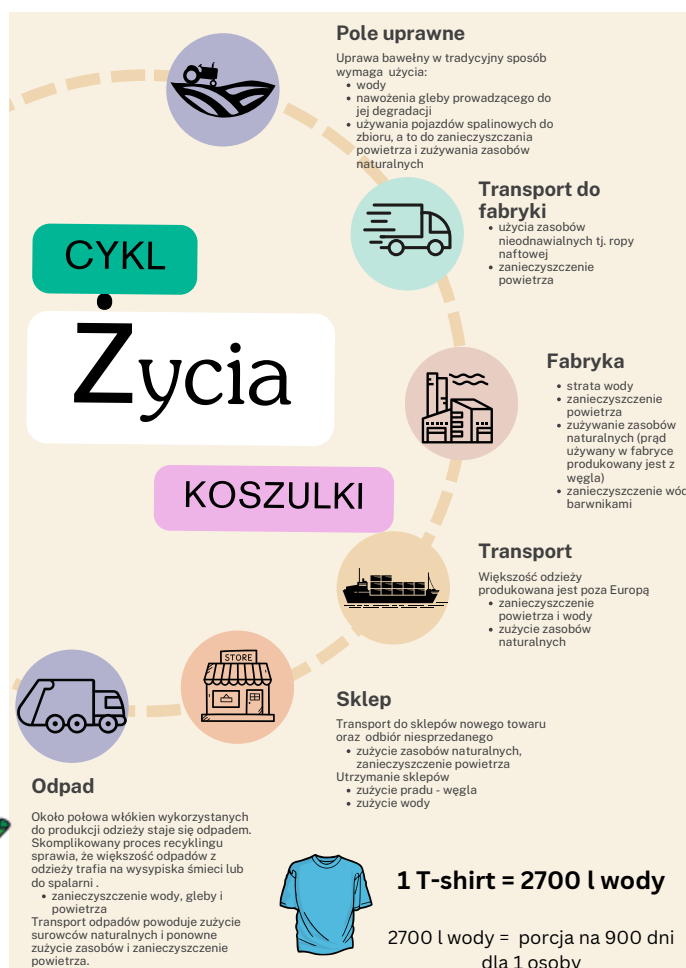 Pole uprawne
Uprawa bawełny w tradycyjny sposób
wymaga użycia:
• wody
• nawożenia gleby prowadzącego do
jej degradacji
• używania pojazdów spalinowych do
zbioru, a to do zanieczyszczania
powietrza i zużywania zasobów
naturalnych
Transport do
fabryki
• użycia zasobów
nieodnawialnych tj. ropy
naftowej
• zanieczyszczenie
powietrza
CYKL
Życia
KOSZULKI
Fabryka
• strata wody
• zanieczyszczenie
powietrza
• zużywanie zasobów
naturalnych (prąd
używany w fabryce
produkowany jest z
węgla)
• zanieczyszczenie wód
barwnikami
Transport
Większość odzieży
produkowana jest poza Europą
• zanieczyszczenie
powietrza i wody
• zużycie zasobów
naturalnych
STORE
Sklep
Transport do sklepów nowego towaru
oraz odbiór niesprzedanego
• zużycie zasobów naturalnych,
zanieczyszczenie powietrza
Utrzymanie sklepów
• zużycie pradu - węgla
• zużycie wody
Odpad
Około połowa włókien wykorzystanych
do produkcji odzieży staje się odpadem.
Skomplikowany proces recyklingu
sprawia, że większość odpadów z
odzieży trafia na wysypiska śmieci lub
do spalarni .
• zanieczyszczenie wody, gleby i
powietrza
Transport odpadów powoduje zużycie
surowców naturalnych i ponowne
zużycie zasobów i zanieczyszczenie
powietrza.
1 T-shirt = 2700 l wody
2700 l wody = porcja na 900 dni
dla 1 osoby